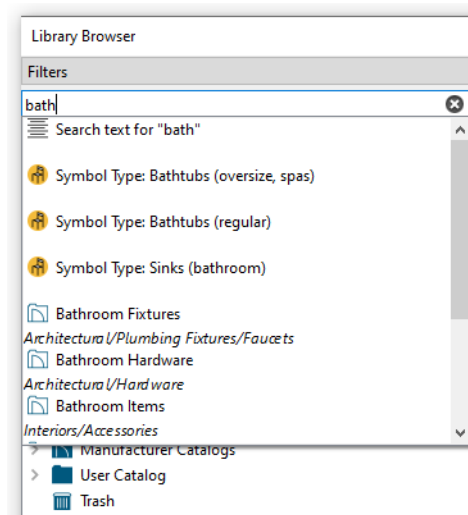 Library Browser
Filters
bath
Search text for "bath"
Symbol Type: Bathtubs (oversize, spas)
Symbol Type: Bathtubs (regular)
Symbol Type: Sinks (bathroom)
Bathroom Fixtures
Architectural/Plumbing Fixtures/Faucets
Bathroom Hardware
Architectural/Hardware
Bathroom Items
Interiors/Accessories
Manufacturer Catalogs
User Catalog
Trash